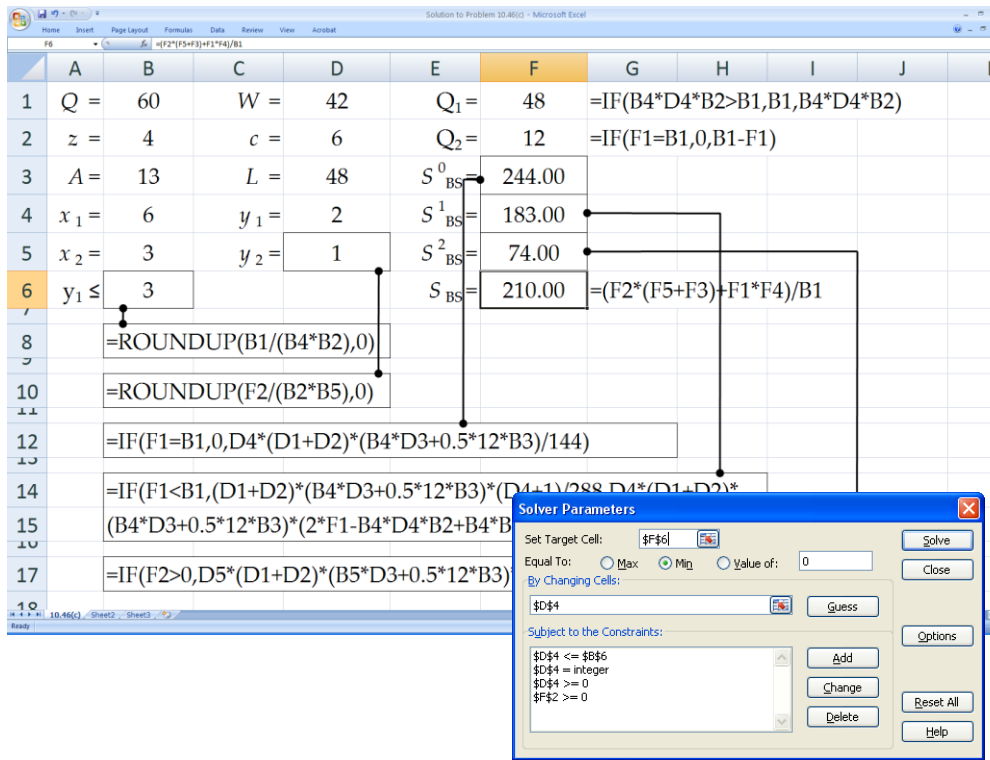 Solution to Problem 10.46(c) - Microsoft Excel
Home Insert Page Layout Formulas Data Review View Acrobat
F6 fx =(F2*(F5+F3)+F1*F4)/B1
A B C D E F G H I J
1 Q = 60 W = 42 Q1= 48 =IF(B4*D4*B2>B1,B1,B4*D4*B2)
2 z = 4 c = 6 Q2= 12 =IF(F1=B1,0,B1-F1)
3 A = 13 L = 48 S0BS= 244.00
4 x1 = 6 y1 = 2 S1BS= 183.00
5 x2 = 3 y2 = 1 S2BS= 74.00
6 y1 ≤ 3 SBS= 210.00 =(F2*(F5+F3)+F1*F4)/B1
7
8 =ROUNDUP(B1/(B4*B2),0)
9
10 =ROUNDUP(F2/(B2*B5),0)
11
12 =IF(F1=B1,0,D4*(D1+D2)*(B4*D3+0.5*12*B3)/144)
13
14 =IF(F1<B1,(D1+D2)*(B4*D3+0.5*12*B3)*(D4+1)/288,D4*(D1+D2)*
15 (B4*D3+0.5*12*B3)*(2*F1-B4*D4*B2+B4*B
16
17 =IF(F2>0,D5*(D1+D2)*(B5*D3+0.5*12*B3)
18
10.46(c) Sheet2 Sheet3
Ready
Solver Parameters
Set Target Cell: $F$6 Solve
Equal To: Max Min Value of: 0 Close
By Changing Cells:
$D$4 Guess
Subject to the Constraints: Options
$D$4 <= $B$6 Add
$D$4 = integer
$D$4 >= 0 Change
$F$2 >= 0 Reset All
Delete
Help